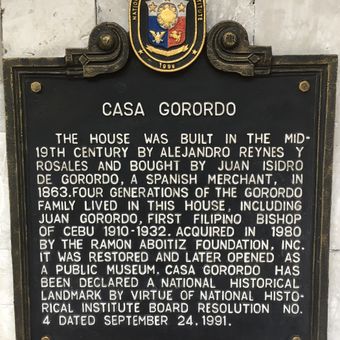 NATIONAL
INSTITUTE
CASA GORORDO
THE HOUSE WAS BUILT IN THE MID-
19TH CENTURY BY ALEJANDRO REYNES Y
ROSALES AND BOUGHT BY JUAN ISIDRO
DE GORORDO, A SPANISH MERCHANT, IN
1863.FOUR GENERATIONS OF THE GORORDO
FAMILY LIVED IN THIS HOUSE, INCLUDING
JUAN GORORDO, FIRST FILIPINO BISHOP
OF CEBU 1910-1932. ACQUIRED IN 1980
BY THE RAMON ABOITIZ FOUNDATION, INC.
IT WAS RESTORED AND LATER OPENED AS
A PUBLIC MUSEUM. CASA GORORDO HAS
BEEN DECLARED A NATIONAL HISTORICAL
LANDMARK BY VIRTUE OF NATIONAL HISTO-
RICAL INSTITUTE BOARD RESOLUTION NO.
4 DATED SEPTEMBER 24.1991.